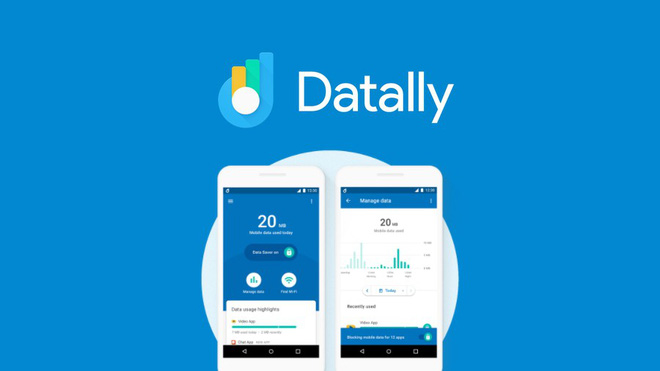 Datally
12:30
20 MB
Mobile data used today
Data Saver on
Manage data
Find Wi-Fi
Data usage highlights
Video App
Chat App
12:30
Manage data
20 MB
Mobile data used
Today
Recently used
Video App
Blocking mobile data for 13 apps